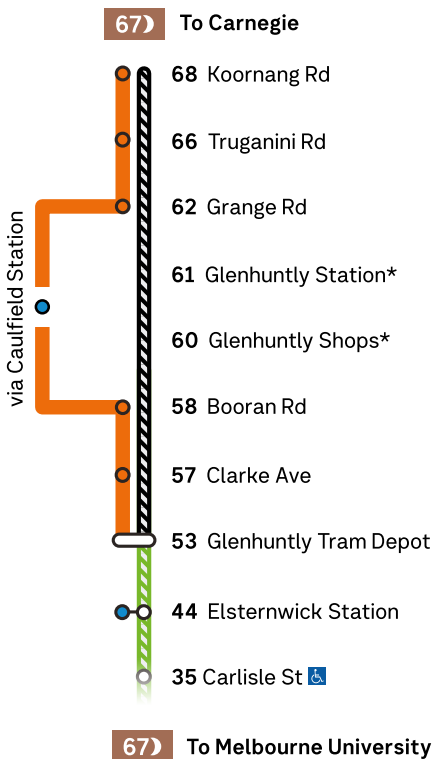 67 To Carnegie
68 Koornang Rd
66 Truganini Rd
62 Grange Rd
61 Glenhuntly Station*
via Caulfield Station
60 Glenhuntly Shops*
58 Booran Rd
57 Clarke Ave
53 Glenhuntly Tram Depot
44 Elsternwick Station
35 Carlisle St
67 To Melbourne University